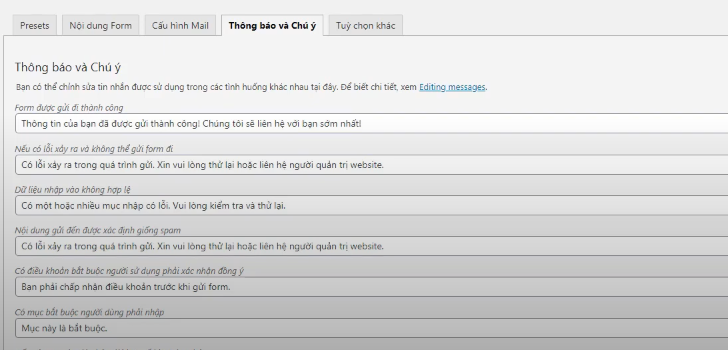 Presets Nội dung Form Cấu hình Mail Thông báo và Chú ý Tuỳ chọn khác
Thông báo và Chú ý
Bạn có thể chỉnh sửa tin nhắn được sử dụng trong các tình huống khác nhau tại đây. Để biết chi tiết, xem Editing messages.
Form được gửi đi thành công
Thông tin của bạn đã được gửi thành công! Chúng tôi sẽ liên hệ với bạn sớm nhất!
Nếu có lỗi xảy ra và không thể gửi form đi
Có lỗi xảy ra trong quá trình gửi. Xin vui lòng thử lại hoặc liên hệ người quản trị website.
Dữ liệu nhập vào không hợp lệ
Có một hoặc nhiều mục nhập có lỗi. Vui lòng kiểm tra và thử lại.
Nội dung gửi đến được xác định giống spam
Có lỗi xảy ra trong quá trình gửi. Xin vui lòng thử lại hoặc liên hệ người quản trị website.
Có điều khoản bắt buộc người sử dụng phải xác nhận đồng ý
Bạn phải chấp nhận điều khoản trước khi gửi form.
Có mục bắt buộc người dùng phải nhập
Mục này là bắt buộc.